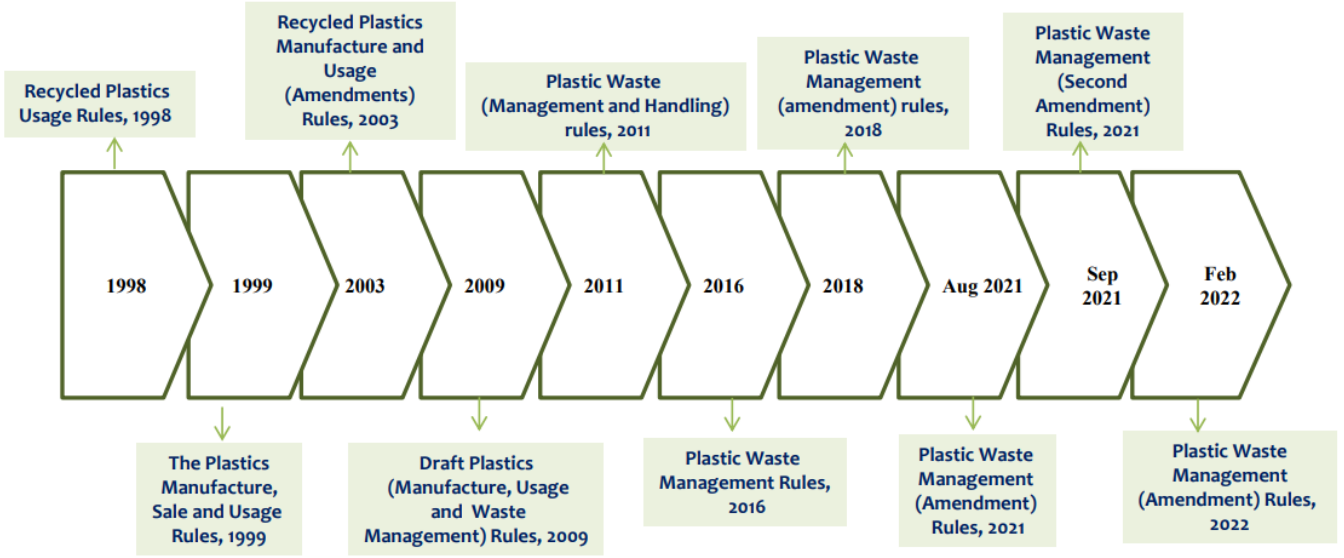 Recycled Plastics
Usage Rules, 1998
Recycled Plastics
Manufacture and
Usage
(Amendments)
Rules, 2003
Plastic Waste
(Management and Handling)
rules, 2011
Plastic Waste
Management
(amendment) rules,
2018
Plastic Waste
Management
(Second
Amendment)
Rules, 2021
1998
1999
2003
2009
2011
2016
2018
Aug 2021
Sep
2021
Feb
2022
The Plastics
Manufacture,
Sale and Usage
Rules, 1999
Draft Plastics
(Manufacture, Usage
and Waste
Management) Rules, 2009
Plastic Waste
Management Rules,
2016
Plastic Waste
Management
(Amendment)
Rules, 2021
Plastic Waste
Management
(Amendment) Rules,
2022